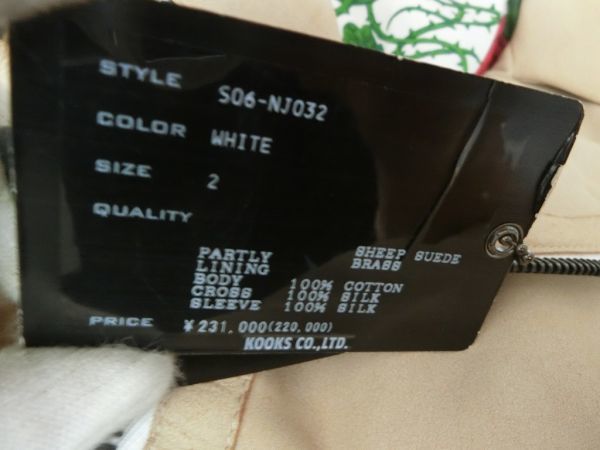 STYLE S06-NJ032
COLOR WHITE
SIZE 2
QUALITY
PARTLY SHEEP SUEDE
LINING BRASS
BODY 100% COTTON
CROSS 100% SILK
SLEEVE 100% SILK
PRICE ¥231,000(220,000)
KOOKS CO.,LTD.